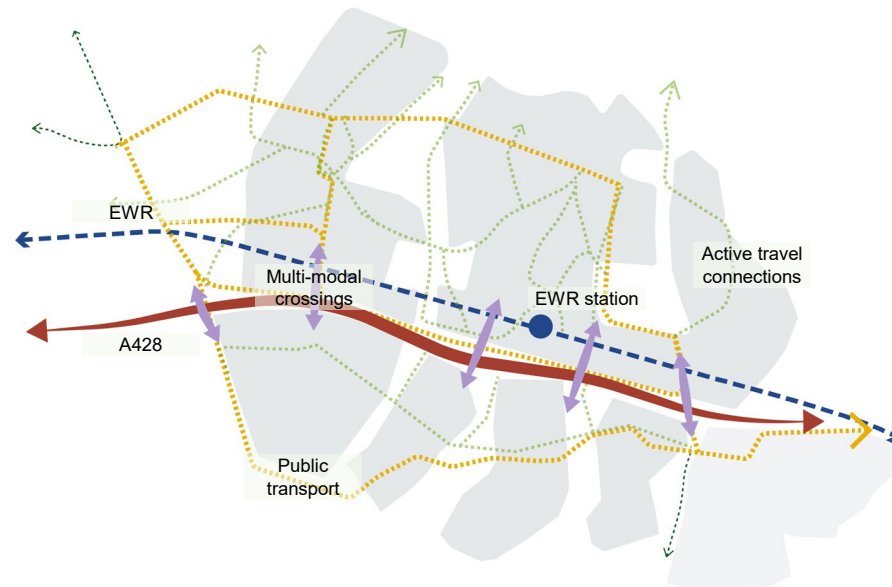 EWR
Active travel
connections
Multi-modal
crossings
EWR station
A428
Public
transport